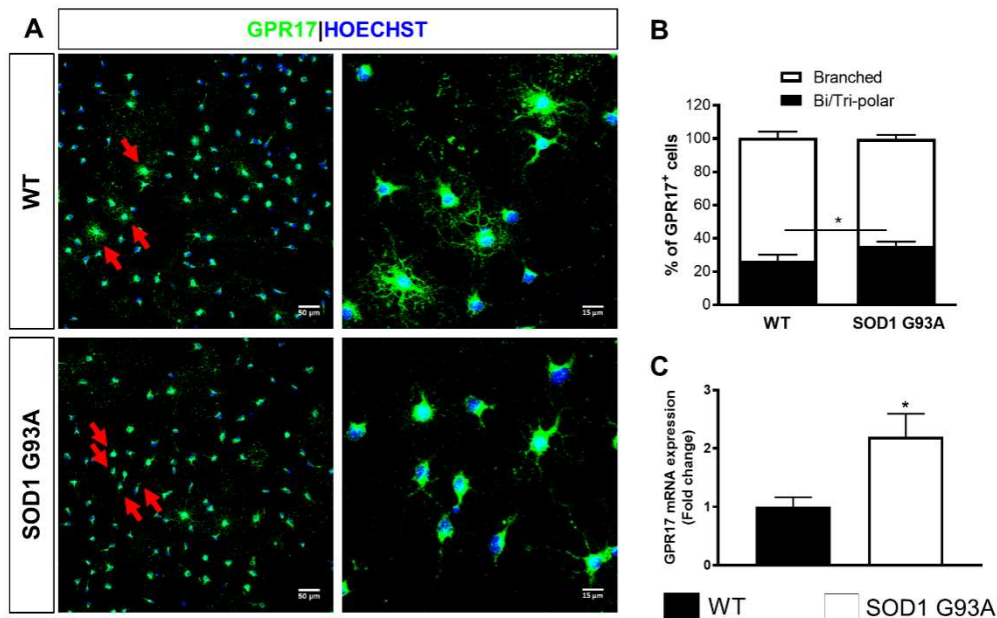 A
GPR17|HOECHST
WT
50 µm
15 µm
SOD1 G93A
50 µm
15 µm
B
Branched
Bi/Tri-polar
% of GPR17+ cells
120
100
80
60
40
20
0
*
WT
SOD1 G93A
C
GPR17 mRNA expression
(Fold change)
3
2
1
0
*
WT
SOD1 G93A